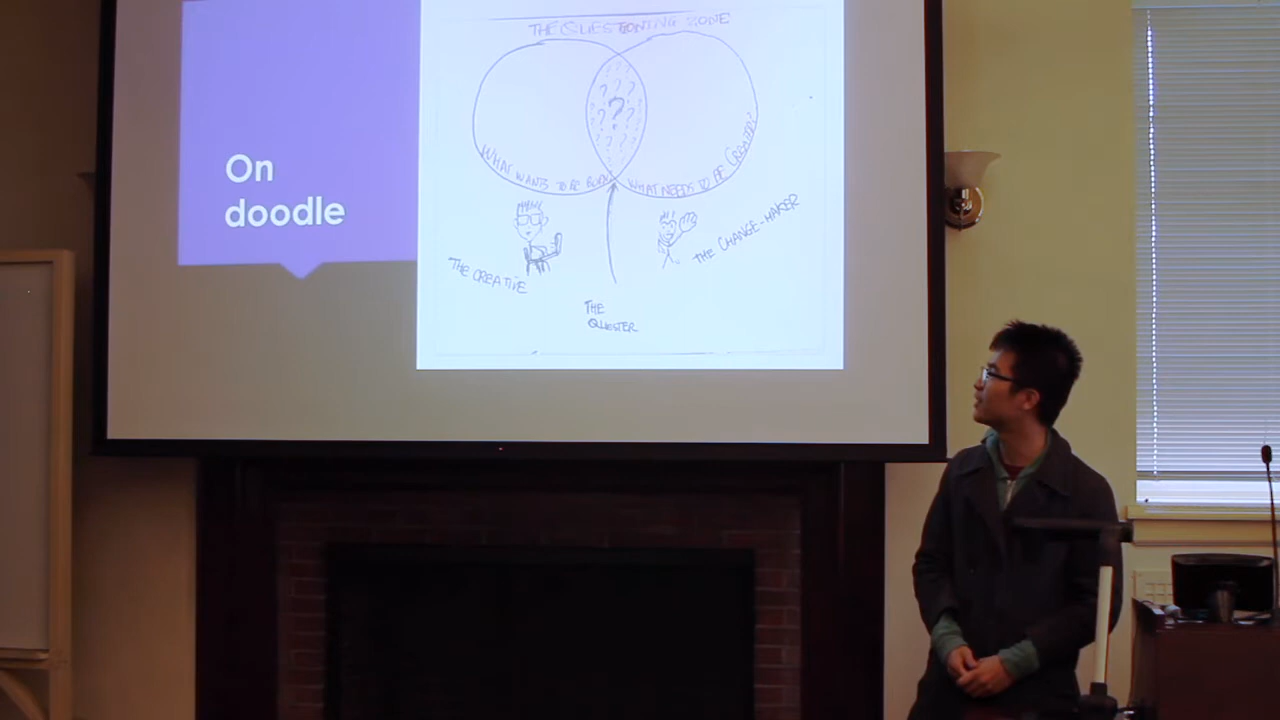 On
doodle
THE QUESTIONING ZONE
WHAT WANTS TO BE BORN
WHAT NEEDS TO BE CREATED?
THE CREATIVE
THE CHANGE-MAKER
THE
QUESTER